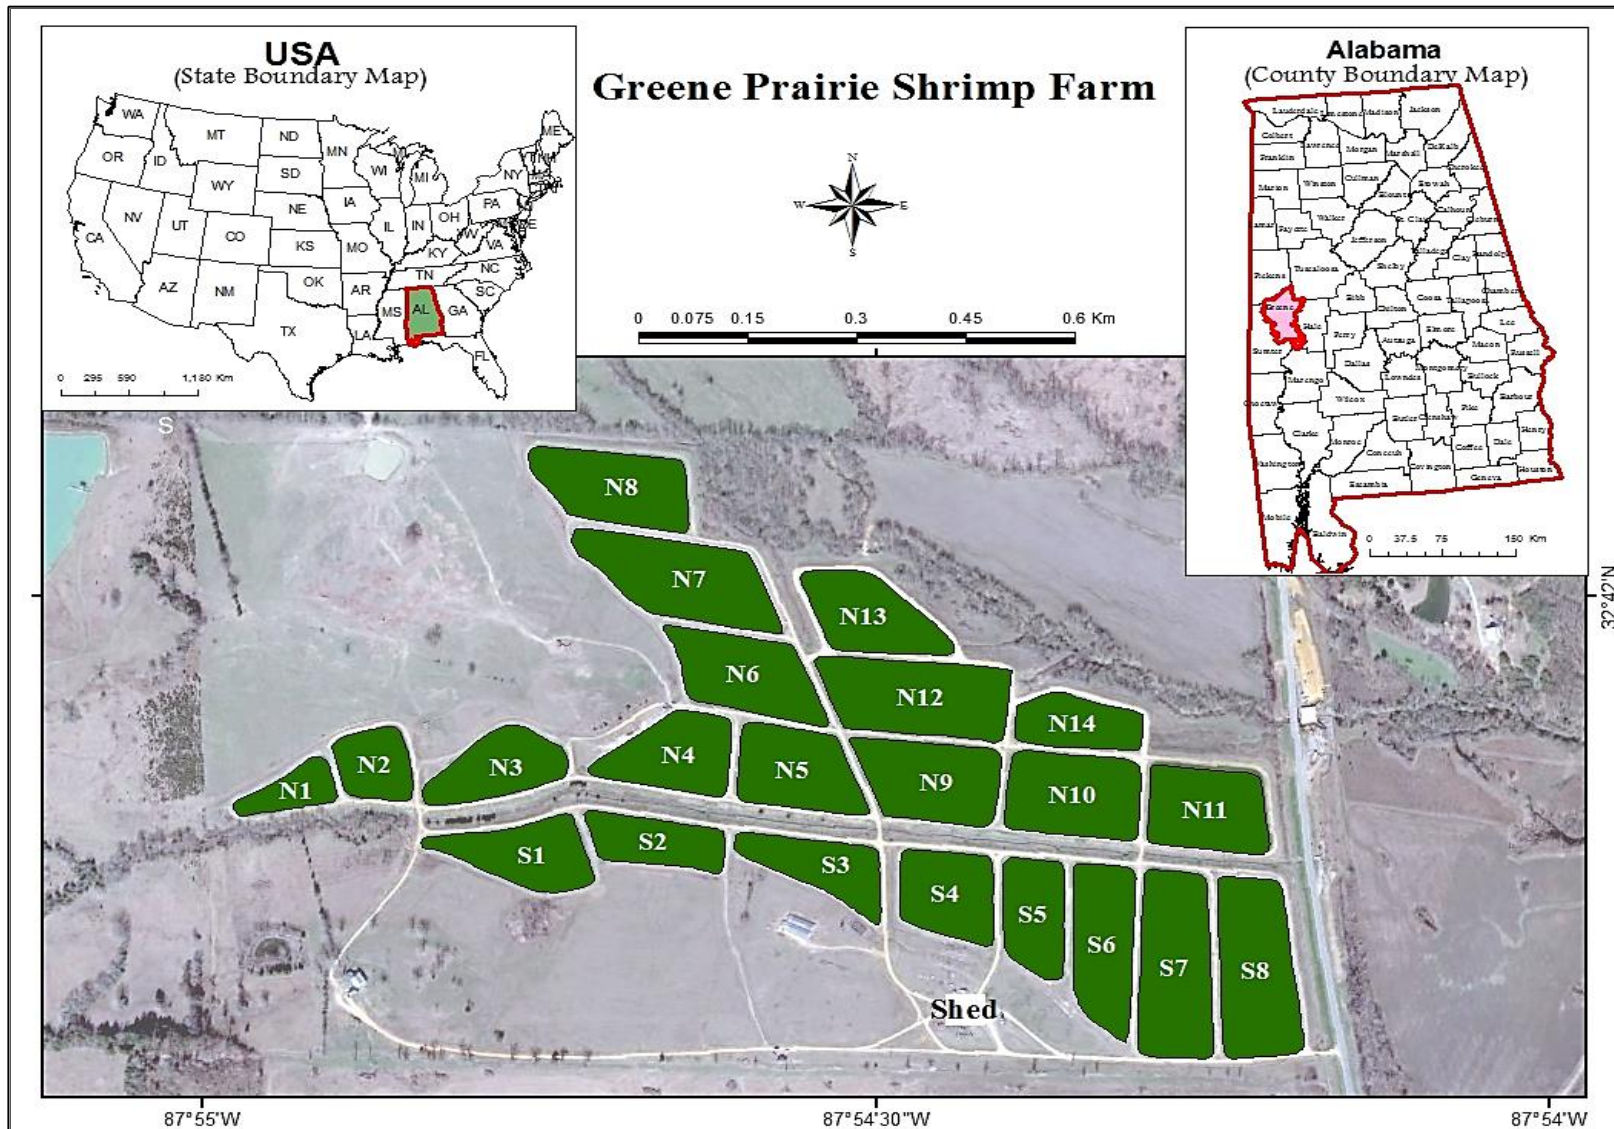 USA
(State Boundary Map)
WA
MT
ND
MN
ME
OR
ID
SD
WI
MI
NY
WY
IA
PA
NE
NV
UT
IL
IN
OH
CO
CA
KS
MO
KY
WV
VA
OK
TN
NC
AZ
NM
AR
SC
MS
AL
GA
TX
LA
FL
0 295 590 1,180 Km
Greene Prairie Shrimp Farm
N
W E
S
0 0.075 0.15 0.3 0.45 0.6 Km
Alabama
(County Boundary Map)
Lauderdale Limestone Madison Jackson
Colbert Lawrence Morgan Marshall DeKalb
Franklin Cullman Cherokee
Marion Winston Blount Etowah
Walker Calhoun
Fayette Jefferson St. Clair
Shelby Clay Randolph
Pickens Tuscaloosa
Bibb Coosa Tallapoosa Chambers
Greene Hale Perry Chilton Lee
Sumter Autauga Elmore Macon Russell
Dallas Montgomery
Marengo Lowndes Bullock
Choctaw Wilcox Butler Crenshaw Pike Barbour
Clarke Monroe Conecuh Coffee Dale Henry
Washington Covington Geneva Houston
Escambia
Mobile Baldwin
0 37.5 75 150 Km
S
N8
N7
N13
N6
N12
N14
N4
N5
N9
N10
N11
N3
N2
N1
S1
S2
S3
S4
S5
S6
S7
S8
Shed
32°42'N
87°55'W 87°54'30"W 87°54'W